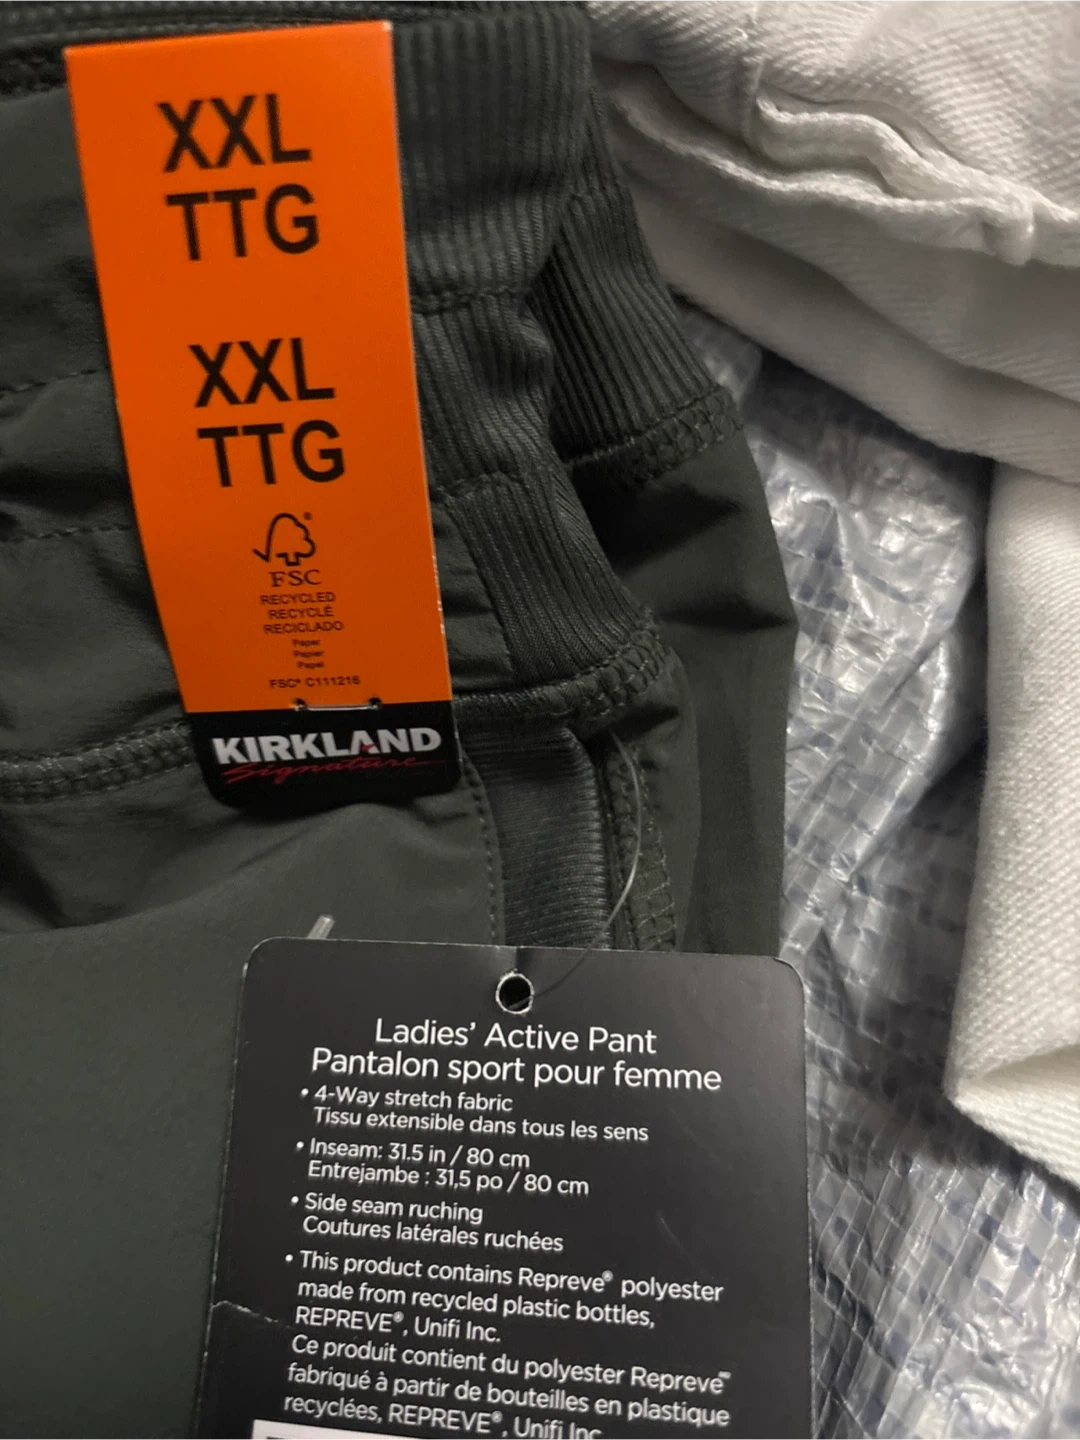 XXL
TTG
XXL
TTG
FSC
RECYCLED
RECYCLÉ
RECICLADO
Paper
Papier
Papel
FSC® C111216
KIRKLAND
Signature
Ladies’ Active Pant
Pantalon sport pour femme
• 4-Way stretch fabric
Tissu extensible dans tous les sens
• Inseam: 31.5 in / 80 cm
Entrejambe : 31,5 po / 80 cm
• Side seam ruching
Coutures latérales ruchées
• This product contains Repreve® polyester
made from recycled plastic bottles,
REPREVE®, Unifi Inc.
Ce produit contient du polyester Repreve™
fabriqué à partir de bouteilles en plastique
recyclées, REPREVE®, Unifi Inc